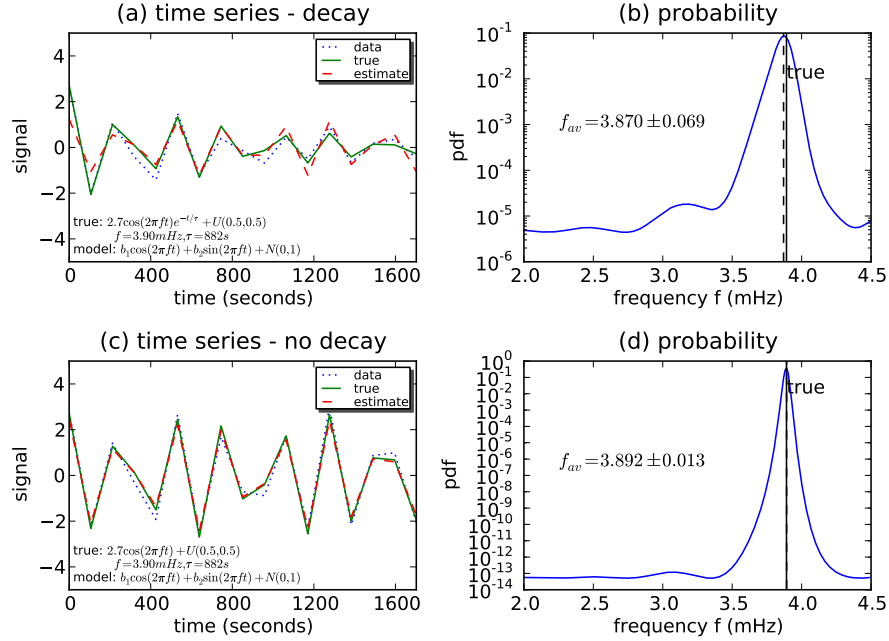 (a) time series - decay
signal
4
2
0
−2
−4
data
true
estimate
true: 2.7cos(2πft)e^{−t/τ}+U(0.5,0.5)
f=3.90mHz,τ=882s
model: b₁cos(2πft)+b₂sin(2πft)+N(0,1)
0 400 800 1200 1600
time (seconds)
(b) probability
pdf
10⁻¹
10⁻²
10⁻³
10⁻⁴
10⁻⁵
10⁻⁶
true
f_{av}=3.870±0.069
2.0 2.5 3.0 3.5 4.0 4.5
frequency f (mHz)
(c) time series - no decay
signal
4
2
0
−2
−4
data
true
estimate
true: 2.7cos(2πft)+U(0.5,0.5)
f=3.90mHz,τ=882s
model: b₁cos(2πft)+b₂sin(2πft)+N(0,1)
0 400 800 1200 1600
time (seconds)
(d) probability
pdf
10⁰
10⁻¹
10⁻²
10⁻³
10⁻⁴
10⁻⁵
10⁻⁶
10⁻⁷
10⁻⁸
10⁻⁹
10⁻¹⁰
10⁻¹¹
10⁻¹²
10⁻¹³
10⁻¹⁴
true
f_{av}=3.892±0.013
2.0 2.5 3.0 3.5 4.0 4.5
frequency f (mHz)